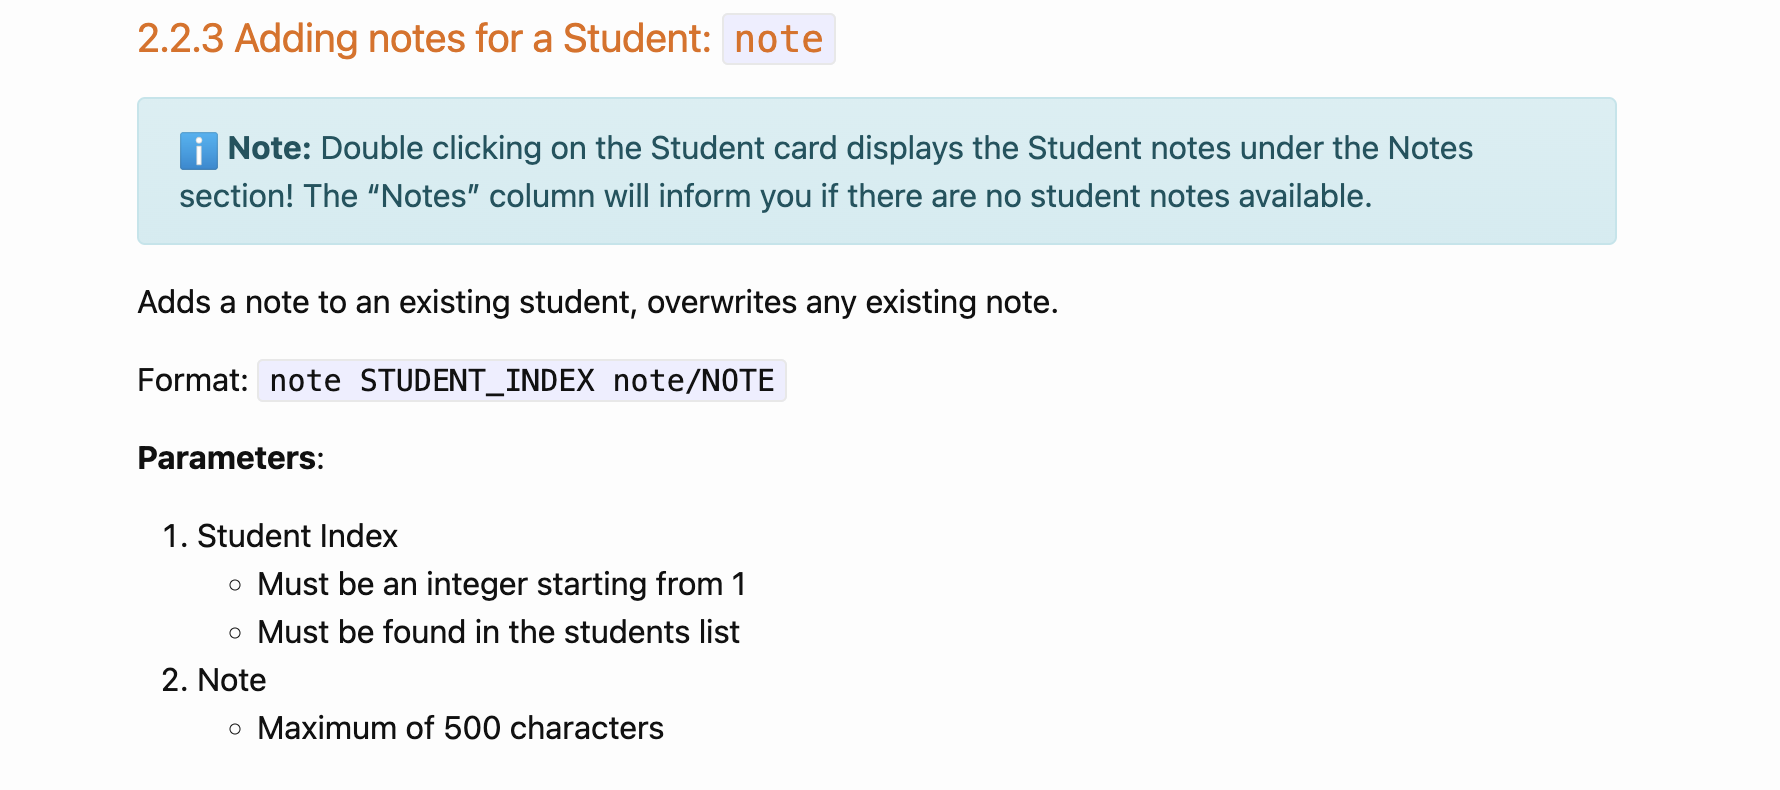 2.2.3 Adding notes for a Student: note
ℹ️ Note: Double clicking on the Student card displays the Student notes under the Notes
section! The “Notes” column will inform you if there are no student notes available.
Adds a note to an existing student, overwrites any existing note.
Format: note STUDENT_INDEX note/NOTE
Parameters:
1. Student Index
◦ Must be an integer starting from 1
◦ Must be found in the students list
2. Note
◦ Maximum of 500 characters